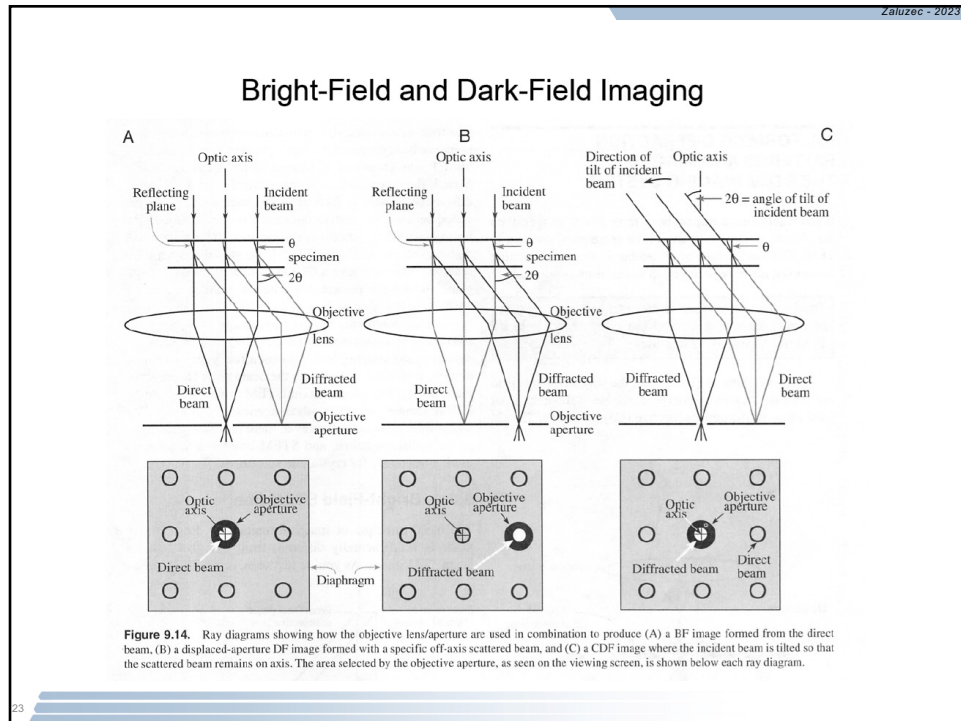 Zaluzec - 2023
Bright-Field and Dark-Field Imaging
A
Optic axis
Reflecting
plane
Incident
beam
θ
specimen
2θ
Objective
lens
Direct
beam
Diffracted
beam
Objective
aperture
B
Optic axis
Reflecting
plane
Incident
beam
θ
specimen
2θ
Objective
lens
Direct
beam
Diffracted
beam
Objective
aperture
C
Direction of
tilt of incident
beam
Optic axis
2θ = angle of tilt of
incident beam
θ
Diffracted
beam
Direct
beam
Optic
axis
Objective
aperture
Direct beam
Diaphragm
Optic
axis
Objective
aperture
Diffracted beam
Optic
axis
Objective
aperture
Diffracted beam
Direct
beam
Figure 9.14. Ray diagrams showing how the objective lens/aperture are used in combination to produce (A) a BF image formed from the direct
beam, (B) a displaced-aperture DF image formed with a specific off-axis scattered beam, and (C) a CDF image where the incident beam is tilted so that
the scattered beam remains on axis. The area selected by the objective aperture, as seen on the viewing screen, is shown below each ray diagram.
23